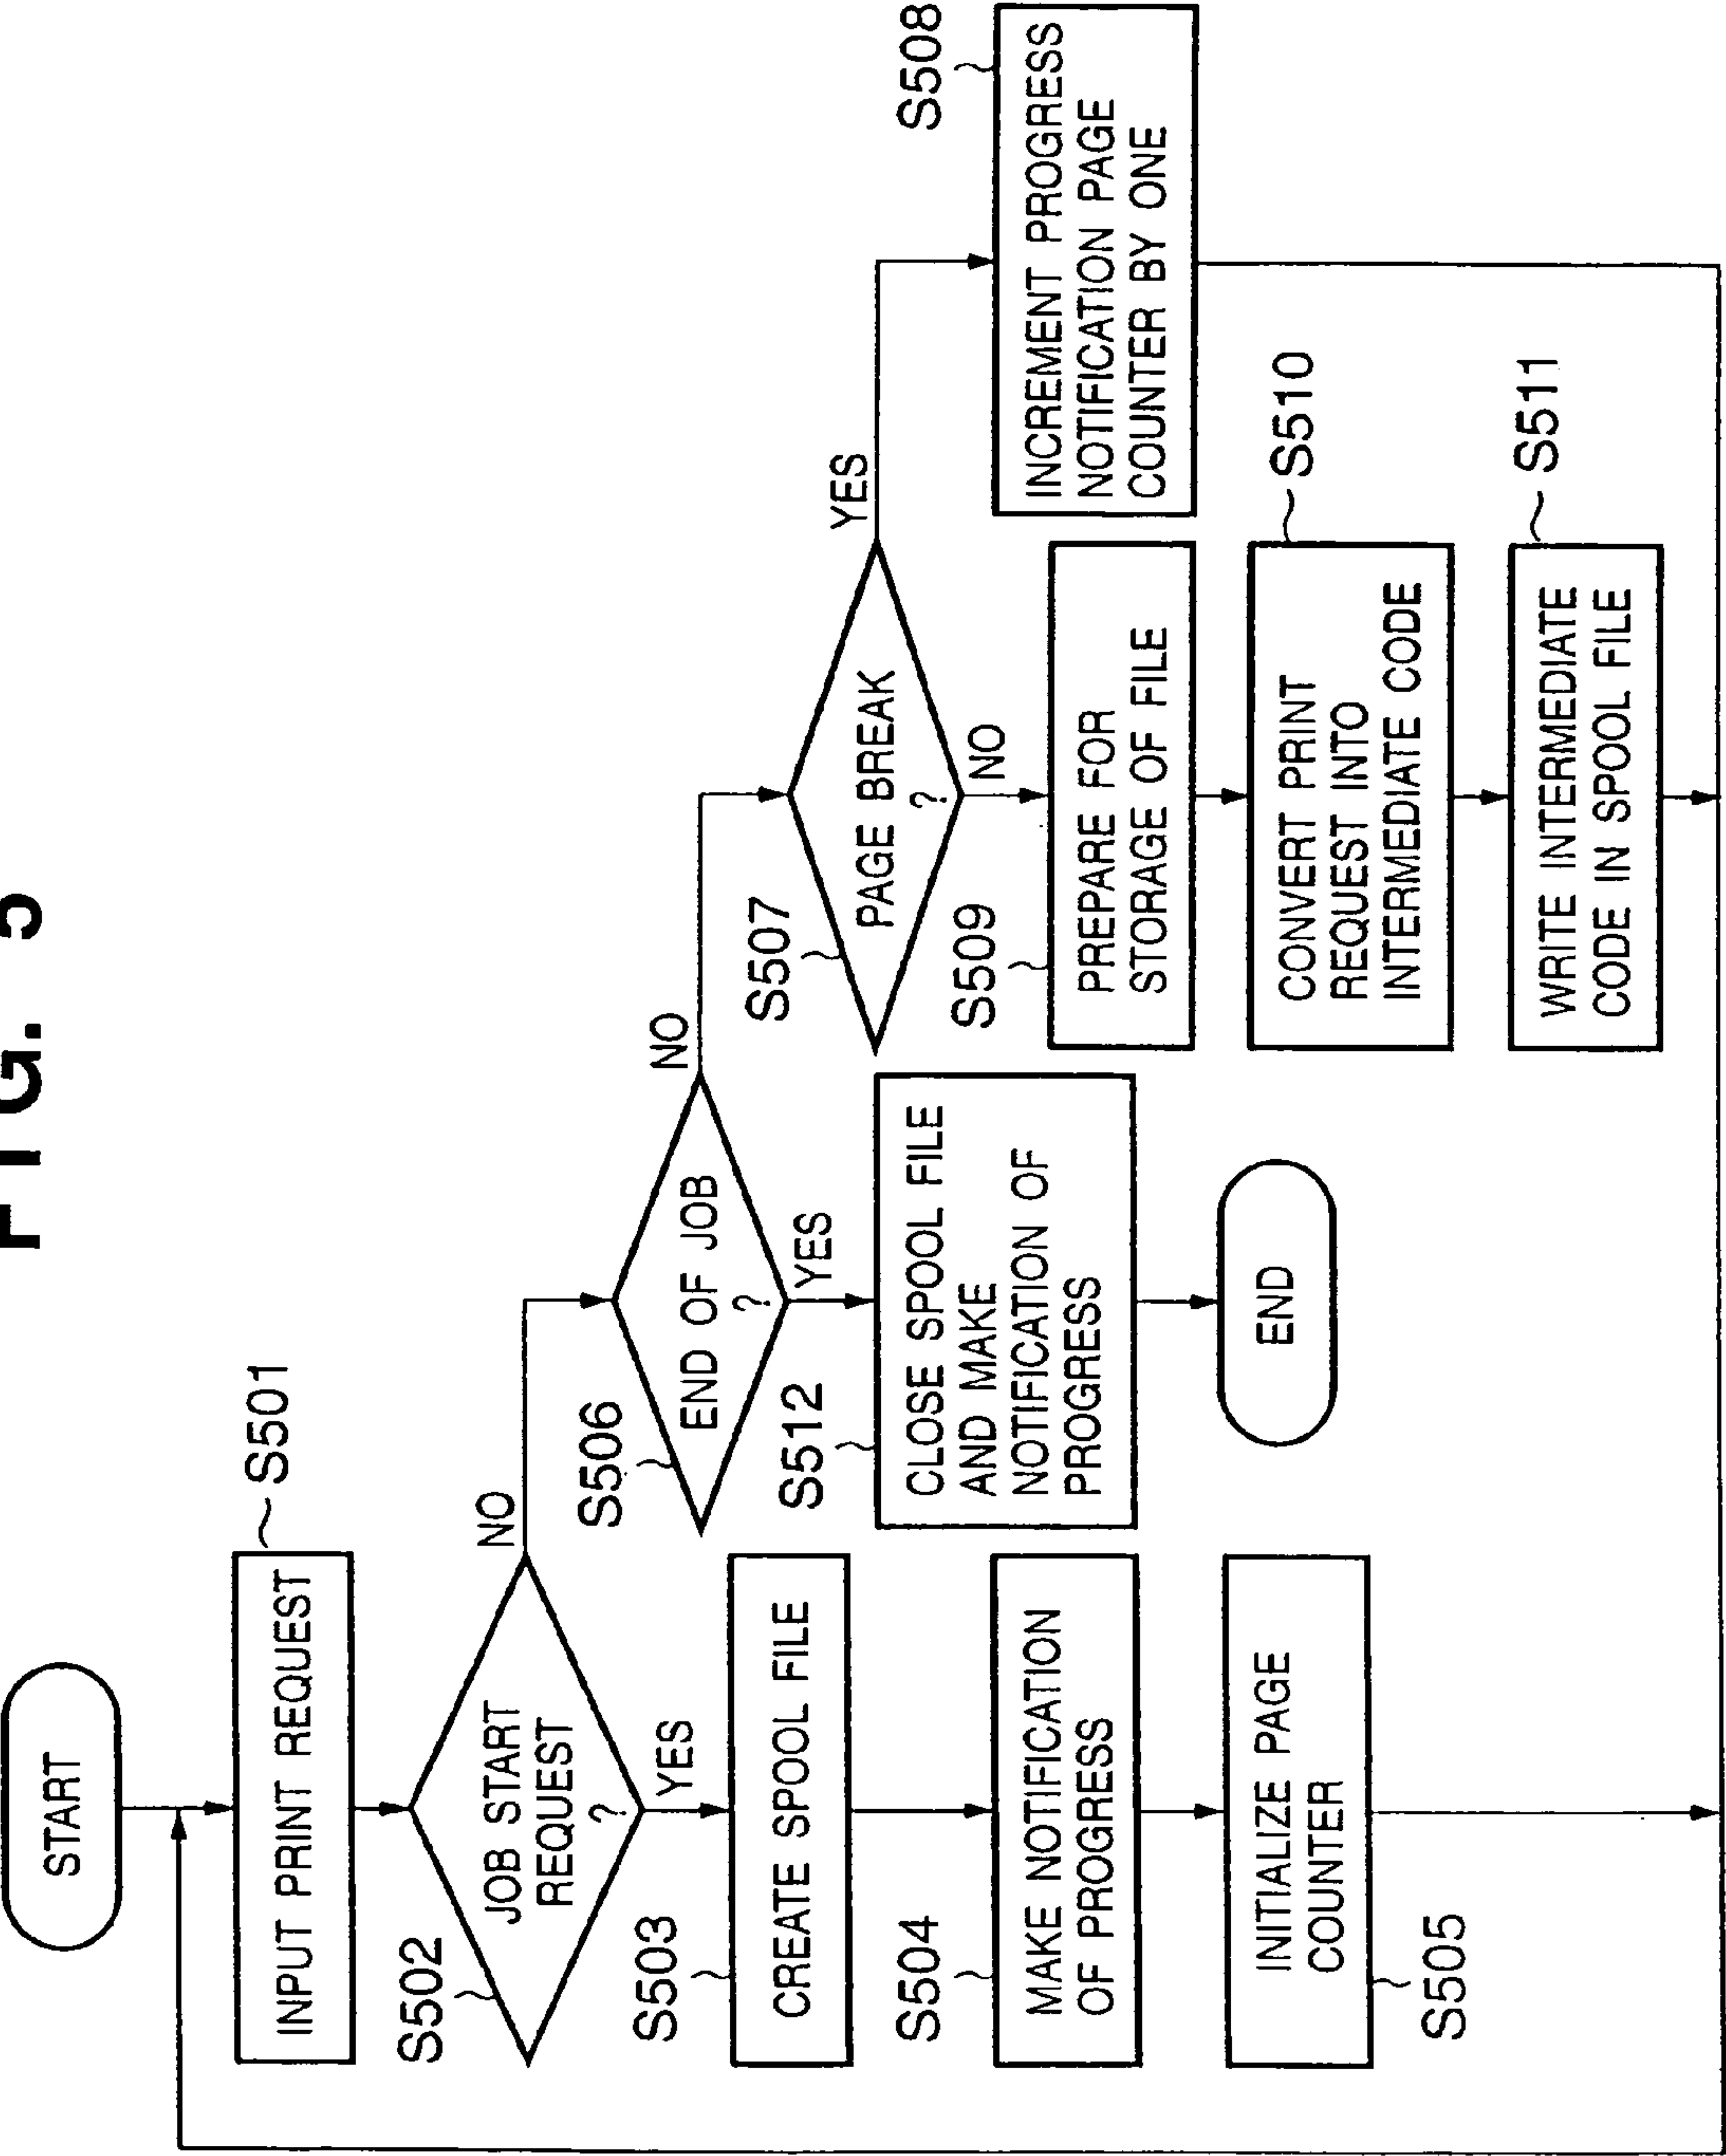 FIG. 5
START
INPUT PRINT REQUEST
S501
JOB START
REQUEST
?
S502
NO
YES
CREATE SPOOL FILE
S503
MAKE NOTIFICATION
OF PROGRESS
S504
INITIALIZE PAGE
COUNTER
S505
END OF JOB
?
S506
NO
YES
CLOSE SPOOL FILE
AND MAKE
NOTIFICATION OF
PROGRESS
S512
END
PAGE BREAK
?
S507
YES
NO
INCREMENT PROGRESS
NOTIFICATION PAGE
COUNTER BY ONE
S508
PREPARE FOR
STORAGE OF FILE
S509
CONVERT PRINT
REQUEST INTO
INTERMEDIATE CODE
S510
WRITE INTERMEDIATE
CODE IN SPOOL FILE
S511